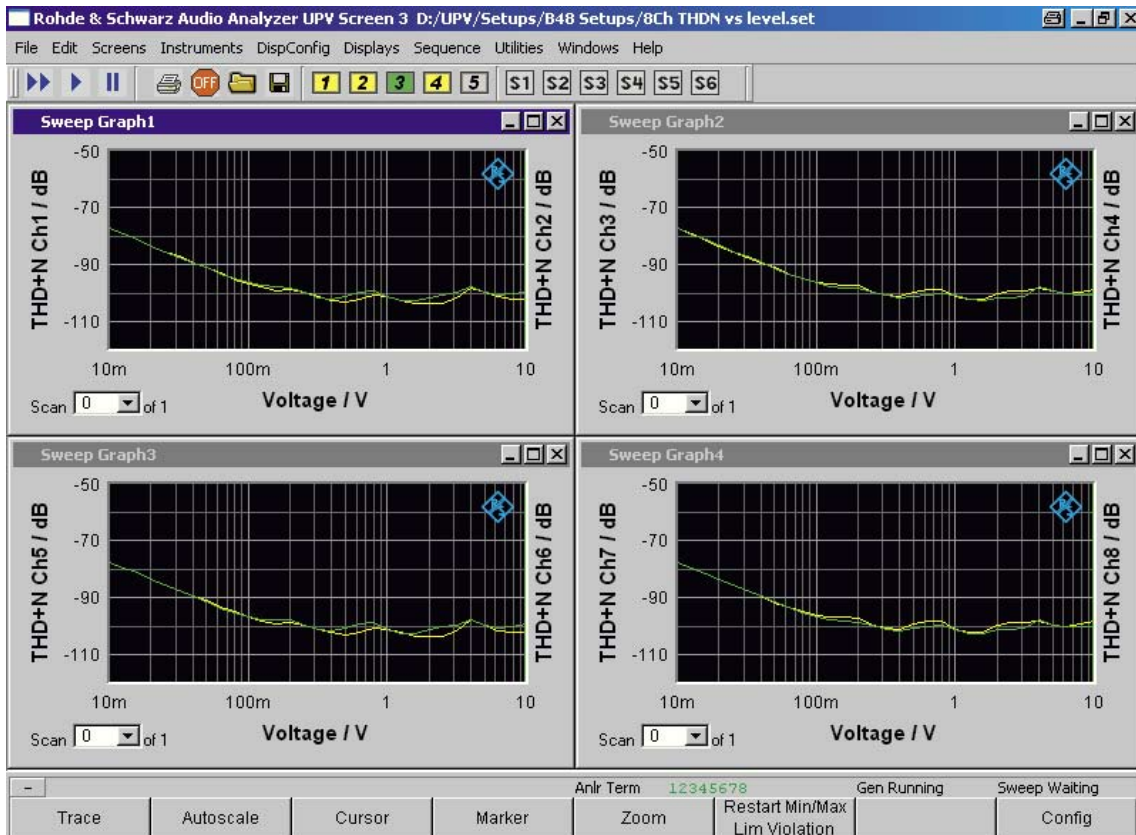 Rohde & Schwarz Audio Analyzer UPV Screen 3 D:/UPV/Setups/B48 Setups/8Ch THDN vs level.set
File Edit Screens Instruments DispConfig Displays Sequence Utilities Windows Help
OFF 1 2 3 4 5 S1 S2 S3 S4 S5 S6
Sweep Graph1
THD+N Ch1 / dB
-50
-70
-90
-110
THD+N Ch2 / dB
10m 100m 1 10
Voltage / V
Scan 0 of 1
Sweep Graph2
THD+N Ch3 / dB
-50
-70
-90
-110
THD+N Ch4 / dB
10m 100m 1 10
Voltage / V
Scan 0 of 1
Sweep Graph3
THD+N Ch5 / dB
-50
-70
-90
-110
THD+N Ch6 / dB
10m 100m 1 10
Voltage / V
Scan 0 of 1
Sweep Graph4
THD+N Ch7 / dB
-50
-70
-90
-110
THD+N Ch8 / dB
10m 100m 1 10
Voltage / V
Scan 0 of 1
Anlr Term 12345678 Gen Running Sweep Waiting
Trace Autoscale Cursor Marker Zoom Restart Min/Max Config
Lim Violation